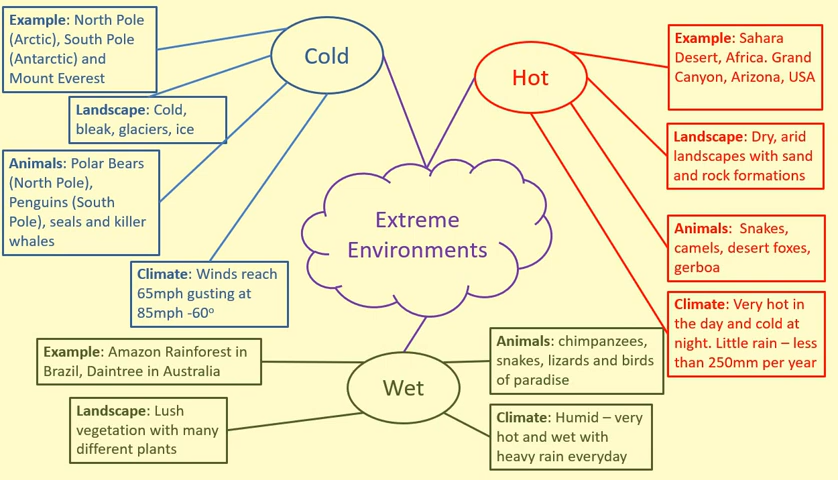 Extreme
Environments
Cold
Example: North Pole
(Arctic), South Pole
(Antarctic) and
Mount Everest
Landscape: Cold,
bleak, glaciers, ice
Animals: Polar Bears
(North Pole),
Penguins (South
Pole), seals and killer
whales
Climate: Winds reach
65mph gusting at
85mph -60º
Hot
Example: Sahara
Desert, Africa. Grand
Canyon, Arizona, USA
Landscape: Dry, arid
landscapes with sand
and rock formations
Animals: Snakes,
camels, desert foxes,
gerboa
Climate: Very hot in
the day and cold at
night. Little rain – less
than 250mm per year
Wet
Example: Amazon Rainforest in
Brazil, Daintree in Australia
Landscape: Lush
vegetation with many
different plants
Animals: chimpanzees,
snakes, lizards and birds
of paradise
Climate: Humid – very
hot and wet with
heavy rain everyday